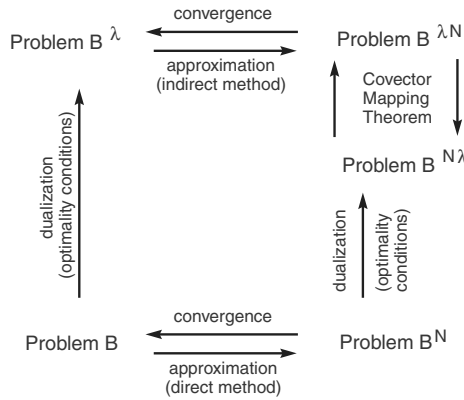 convergence
Problem B λ
Problem B λN
approximation
(indirect method)
Covector
Mapping
Theorem
Problem B Nλ
dualization
(optimality conditions)
dualization
(optimality
conditions)
convergence
Problem B
Problem B N
approximation
(direct method)